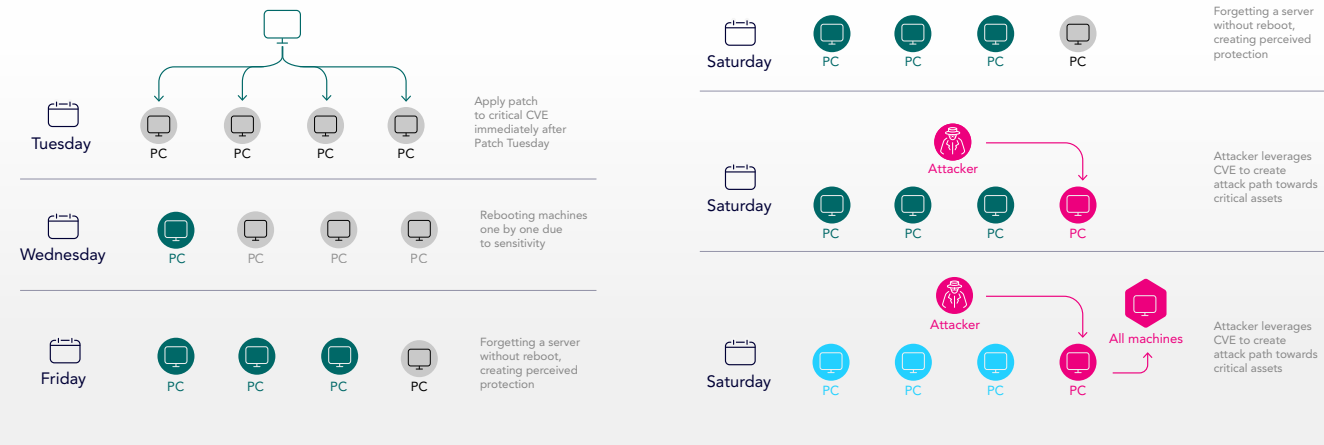 Tuesday
PC
PC
PC
PC
Apply patch
to critical CVE
immediately after
Patch Tuesday
Wednesday
PC
PC
PC
PC
Rebooting machines
one by one due
to sensitivity
Friday
PC
PC
PC
PC
Forgetting a server
without reboot,
creating perceived
protection
Saturday
PC
PC
PC
PC
Forgetting a server
without reboot,
creating perceived
protection
Saturday
Attacker
PC
PC
PC
PC
Attacker leverages
CVE to create
attack path towards
critical assets
Saturday
Attacker
All machines
PC
PC
PC
PC
Attacker leverages
CVE to create
attack path towards
critical assets